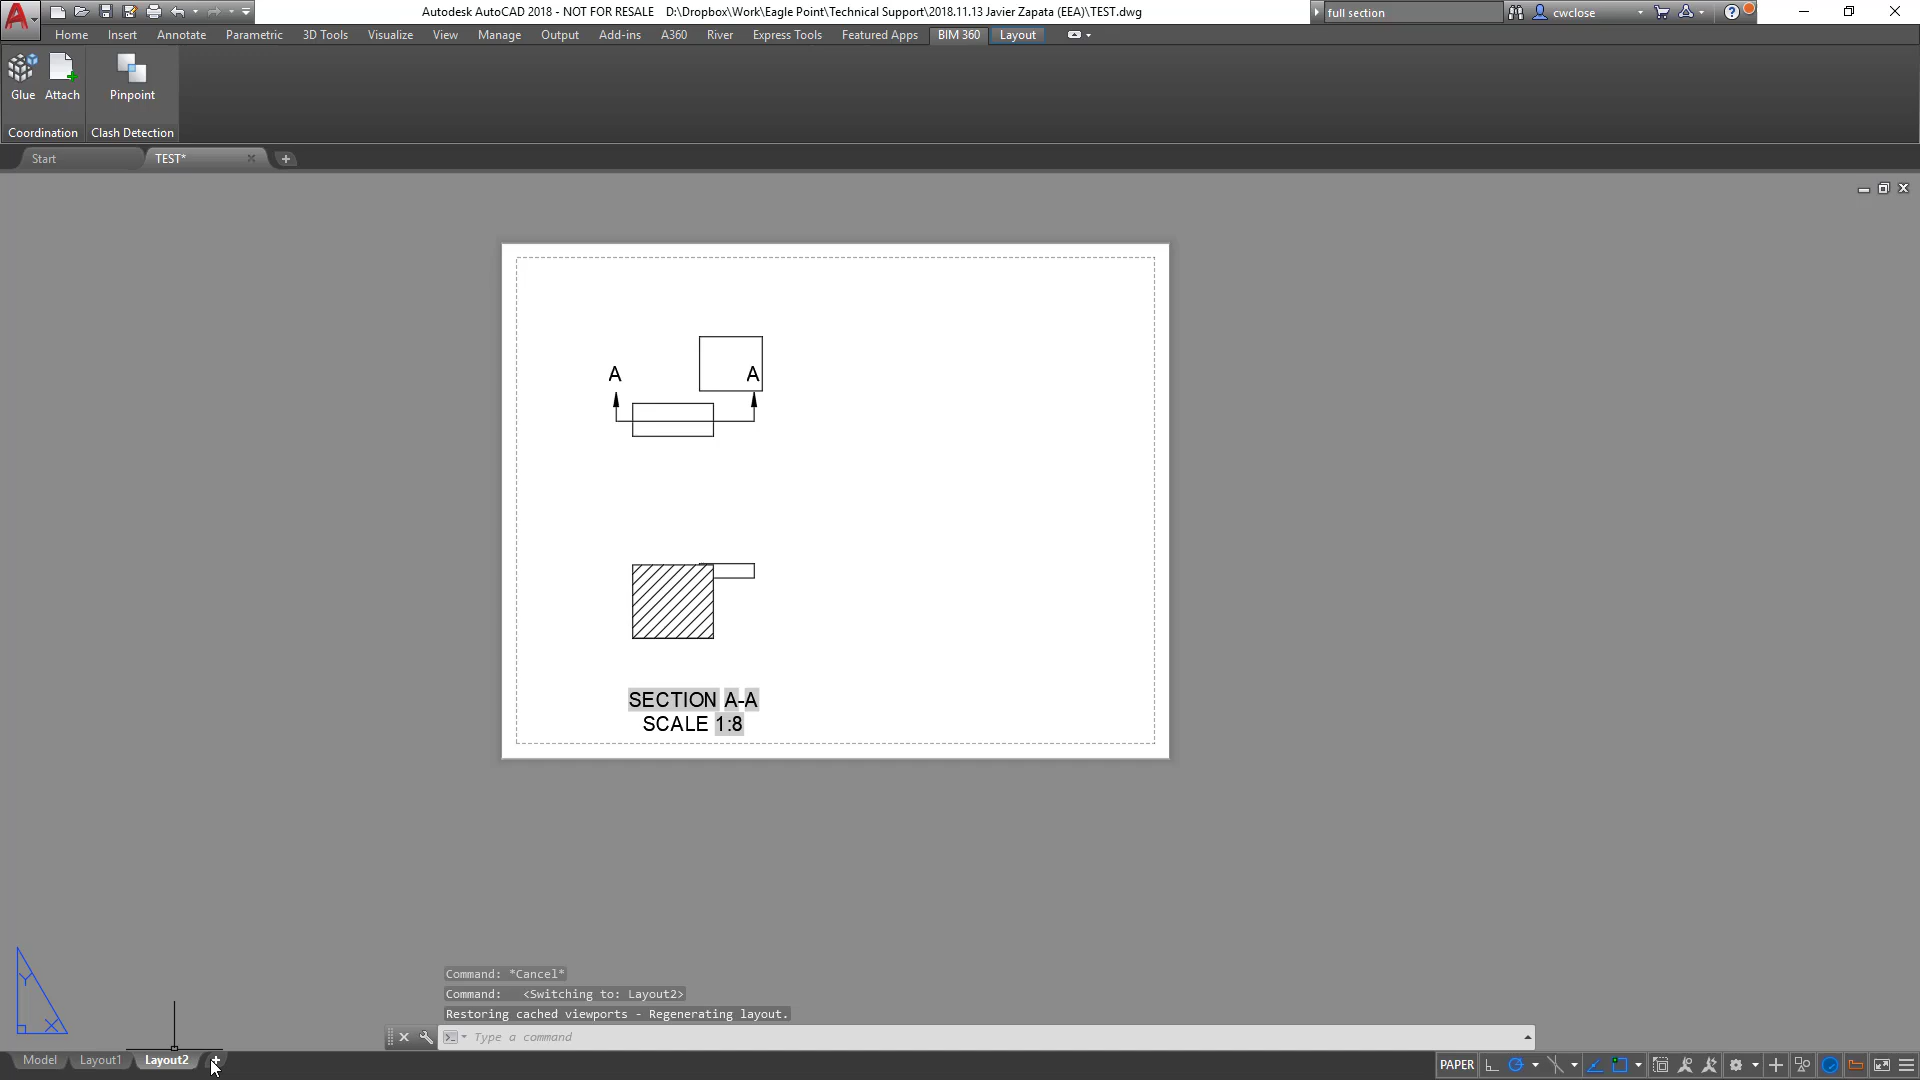 Autodesk AutoCAD 2018 - NOT FOR RESALE D:\Dropbox\Work\Eagle Point\Technical Support\2018.11.13 Javier Zapata (EEA)\TEST.dwg
full section
cwclose
Home Insert Annotate Parametric 3D Tools Visualize View Manage Output Add-ins A360 River Express Tools Featured Apps BIM 360 Layout
Glue Attach Pinpoint
Coordination Clash Detection
Start TEST*
A A
SECTION A-A
SCALE 1:8
Y
X
Command: *Cancel*
Command: <Switching to: Layout2>
Restoring cached viewports - Regenerating layout.
Type a command
Model Layout1 Layout2
PAPER